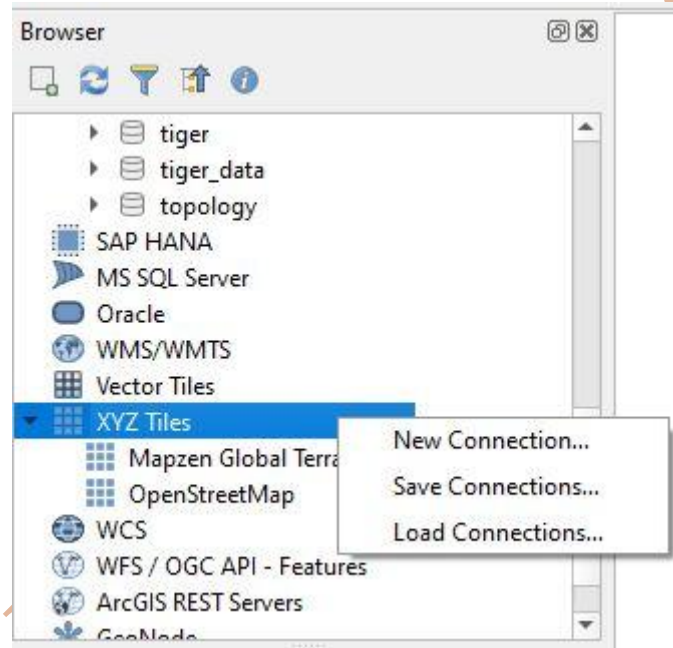 Browser
tiger
tiger_data
topology
SAP HANA
MS SQL Server
Oracle
WMS/WMTS
Vector Tiles
XYZ Tiles
Mapzen Global Terra
OpenStreetMap
WCS
WFS / OGC API - Features
ArcGIS REST Servers
GeoNode
New Connection...
Save Connections...
Load Connections...